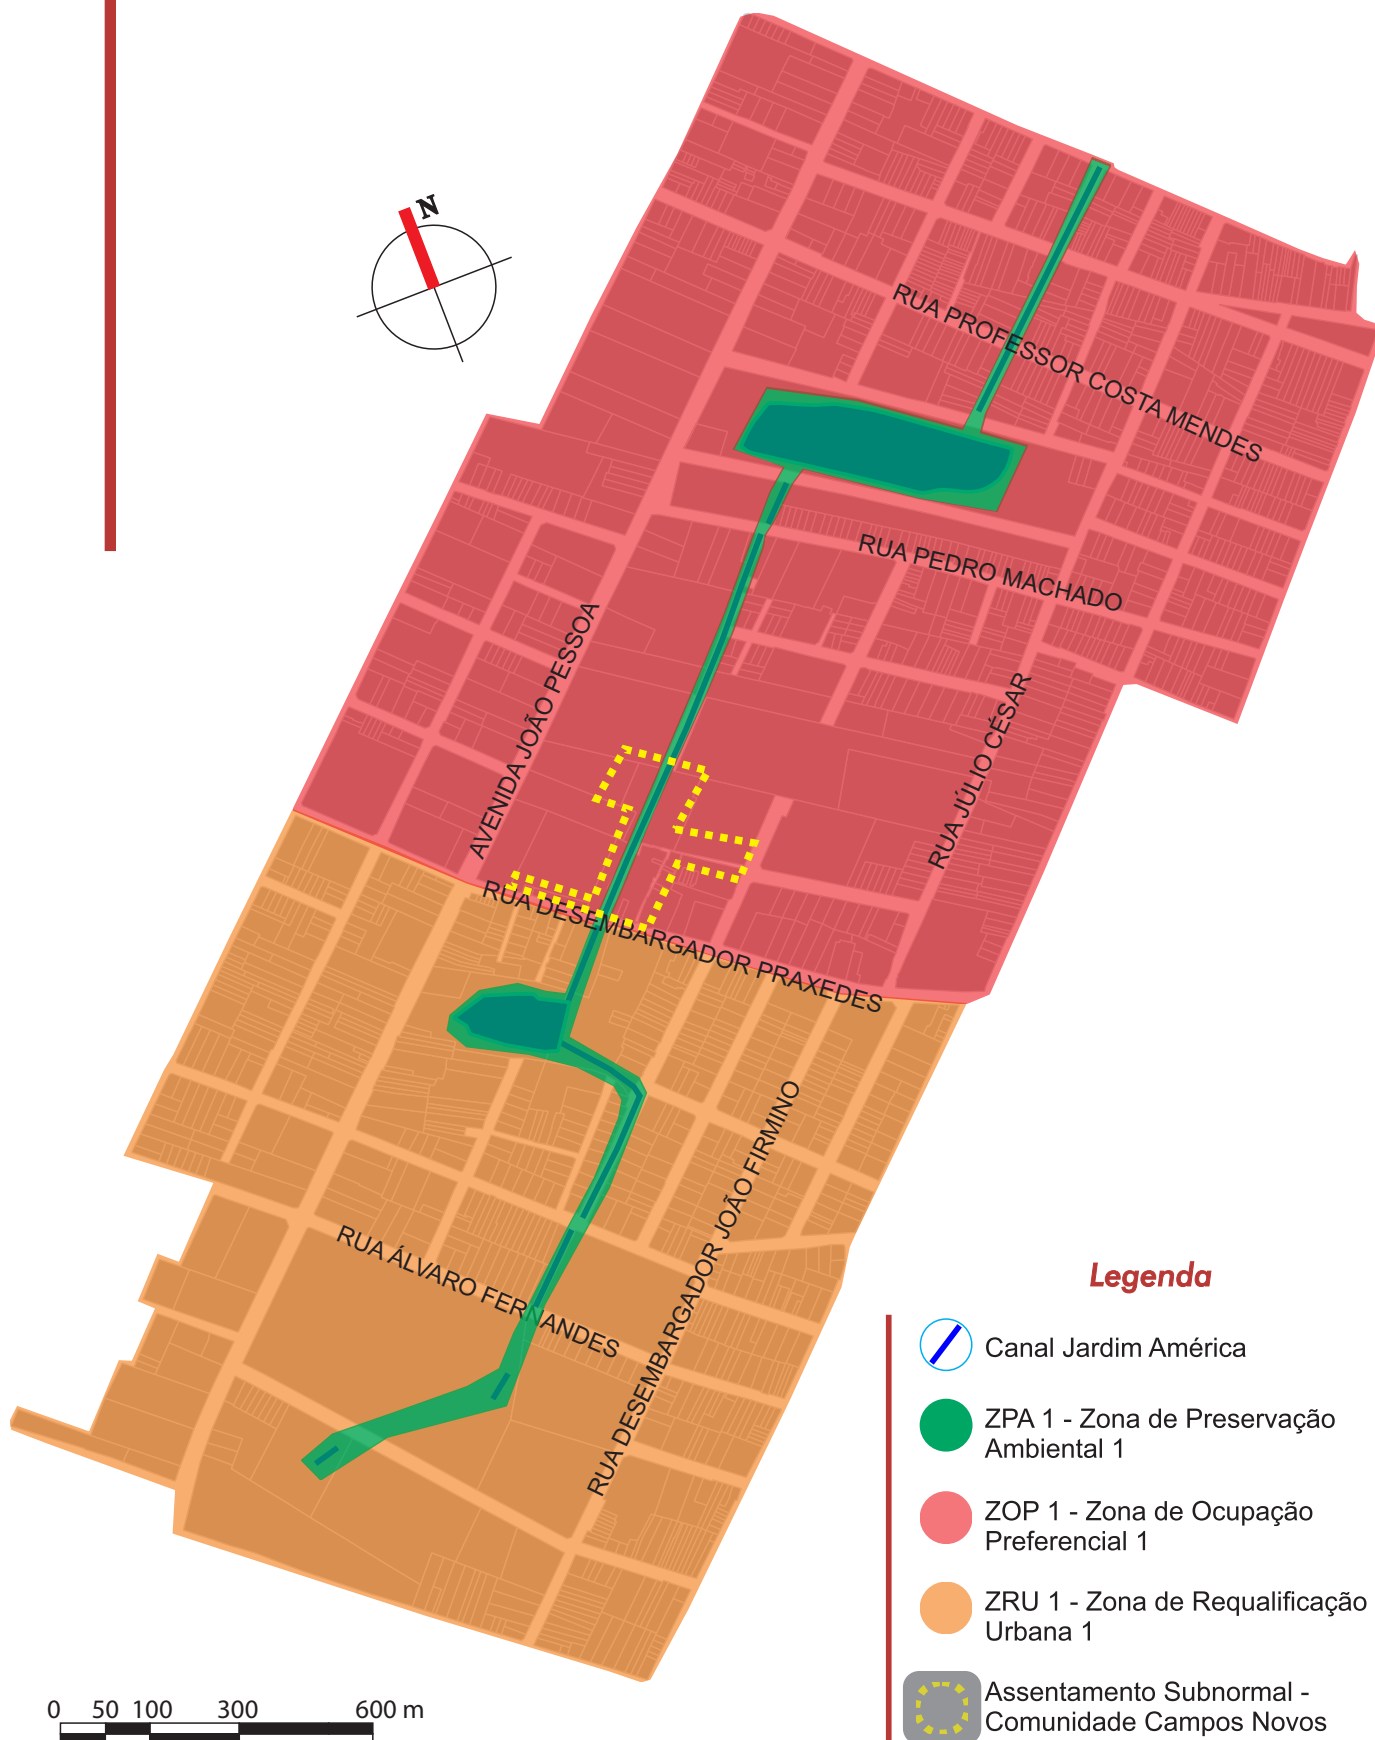 N
RUA PROFESSOR COSTA MENDES
RUA PEDRO MACHADO
AVENIDA JOÃO PESSOA
RUA JÚLIO CÉSAR
RUA DESEMBARGADOR PRAXEDES
RUA DESEMBARGADOR JOÃO FIRMINO
RUA ÁLVARO FERNANDES
Legenda
Canal Jardim América
ZPA 1 - Zona de Preservação
Ambiental 1
ZOP 1 - Zona de Ocupação
Preferencial 1
ZRU 1 - Zona de Requalificação
Urbana 1
Assentamento Subnormal -
Comunidade Campos Novos
0 50 100 300 600 m